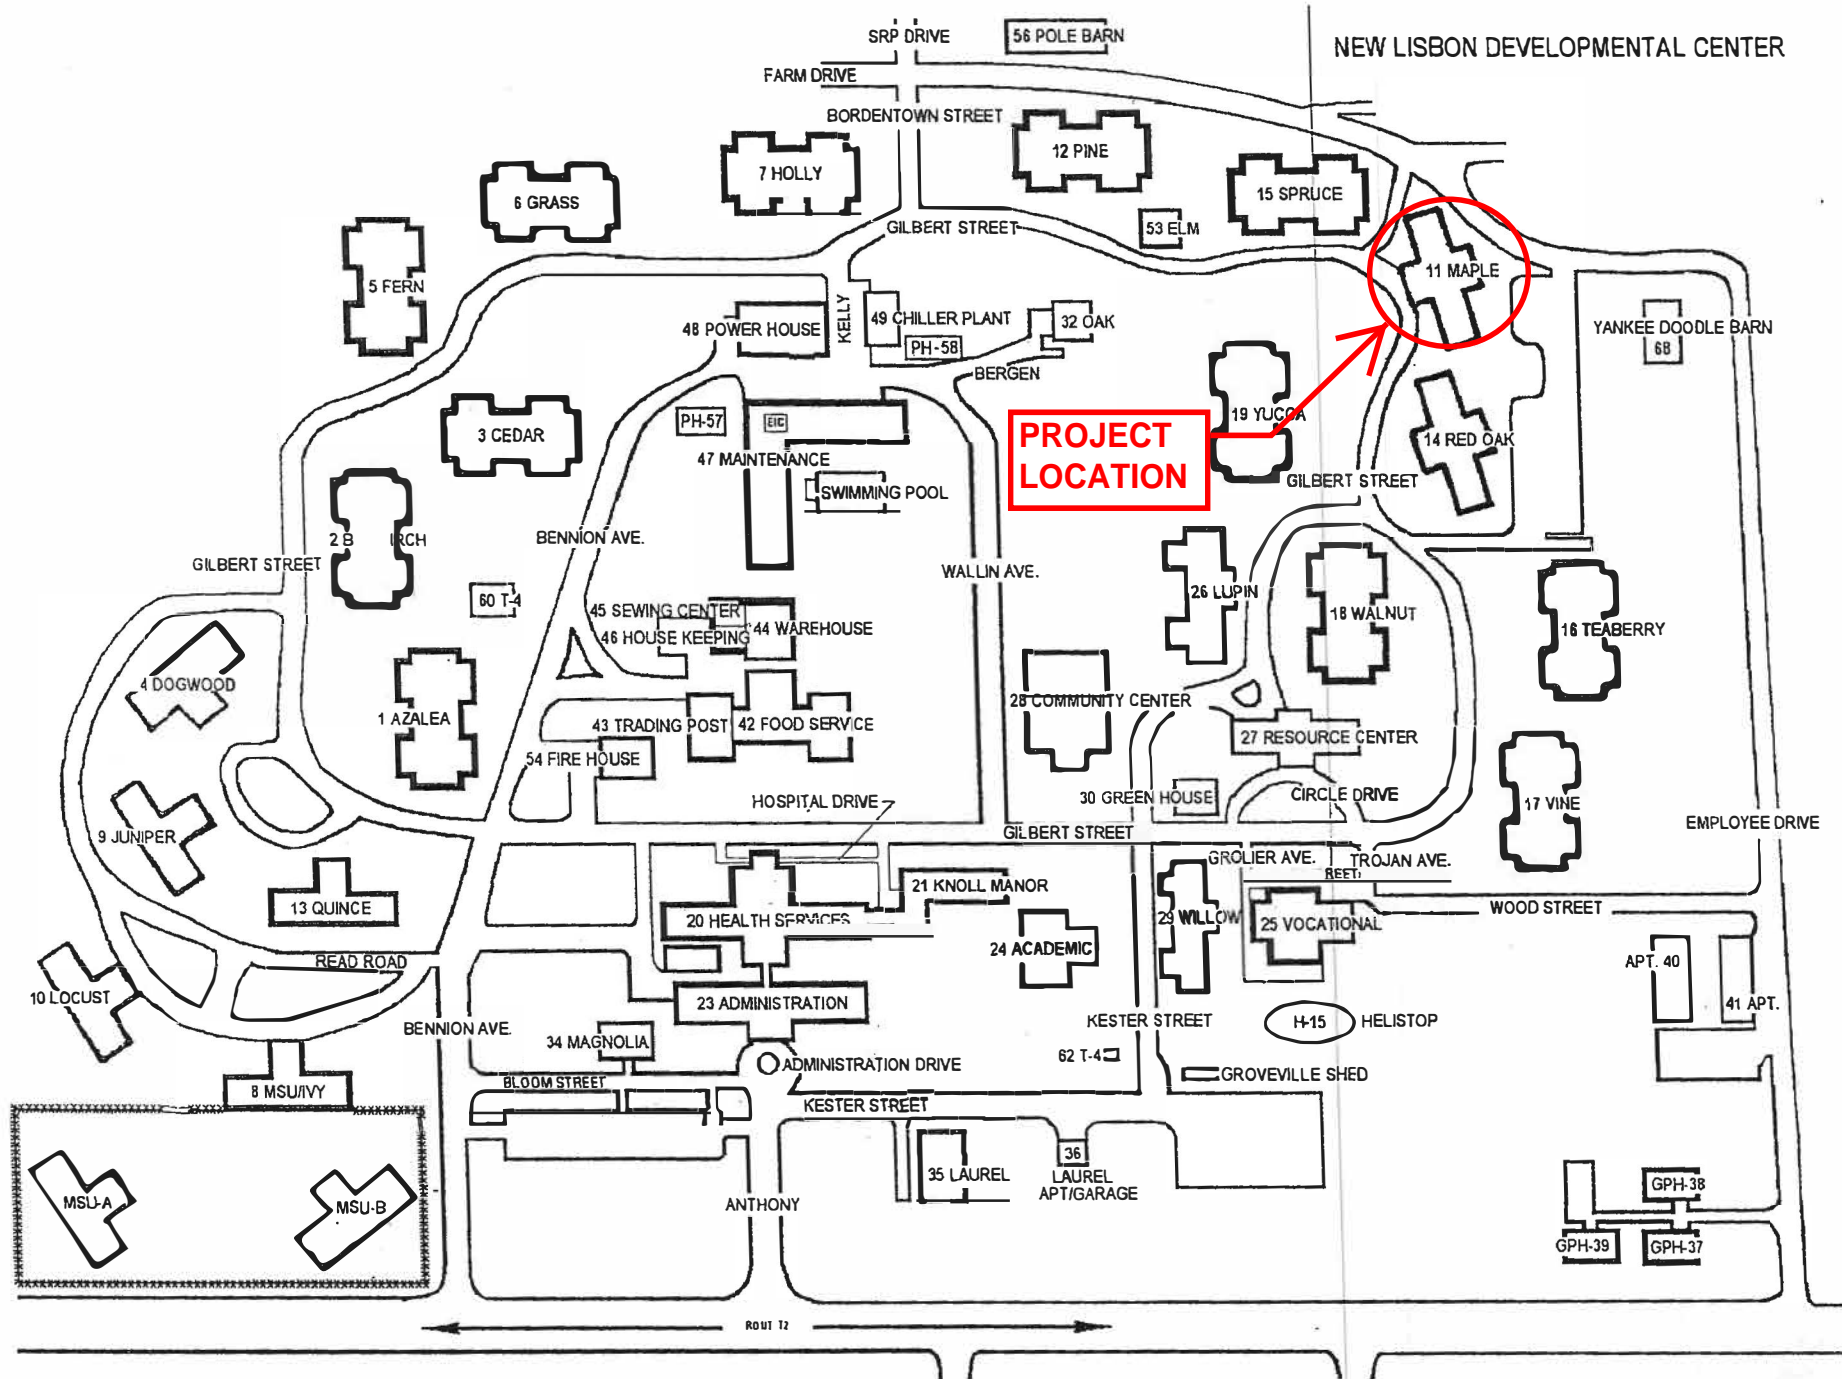 SRP DRIVE
56 POLE BARN
NEW LISBON DEVELOPMENTAL CENTER
FARM DRIVE
BORDENTOWN STREET
12 PINE
7 HOLLY
15 SPRUCE
6 GRASS
GILBERT STREET
53 ELM
11 MAPLE
5 FERN
48 POWER HOUSE
KELLY
49 CHILLER PLANT
32 OAK
PH-58
BERGEN
YANKEE DOODLE BARN
68
3 CEDAR
PH-57
EIC
47 MAINTENANCE
SWIMMING POOL
PROJECT
LOCATION
19 YUCCA
14 RED OAK
GILBERT STREET
2 B IRCH
BENNION AVE.
GILBERT STREET
WALLIN AVE.
60 T-4
45 SEWING CENTER
46 HOUSE KEEPING
44 WAREHOUSE
26 LUPIN
18 WALNUT
16 TEABERRY
4 DOGWOOD
1 AZALEA
43 TRADING POST
42 FOOD SERVICE
28 COMMUNITY CENTER
27 RESOURCE CENTER
54 FIRE HOUSE
HOSPITAL DRIVE
30 GREEN HOUSE
CIRCLE DRIVE
17 VINE
9 JUNIPER
GILBERT STREET
EMPLOYEE DRIVE
GROLIER AVE.
TROJAN AVE.
REET
13 QUINCE
21 KNOLL MANOR
20 HEALTH SERVICES
29 WILLOW
25 VOCATIONAL
WOOD STREET
24 ACADEMIC
READ ROAD
APT. 40
10 LOCUST
23 ADMINISTRATION
41 APT.
BENNION AVE.
34 MAGNOLIA
KESTER STREET
H-15
HELISTOP
62 T-4
ADMINISTRATION DRIVE
GROVEVILLE SHED
8 MSU/IVY
BLOOM STREET
KESTER STREET
35 LAUREL
36
LAUREL
APT/GARAGE
MSU-A
MSU-B
ANTHONY
GPH-38
GPH-39
GPH-37
ROUT 72